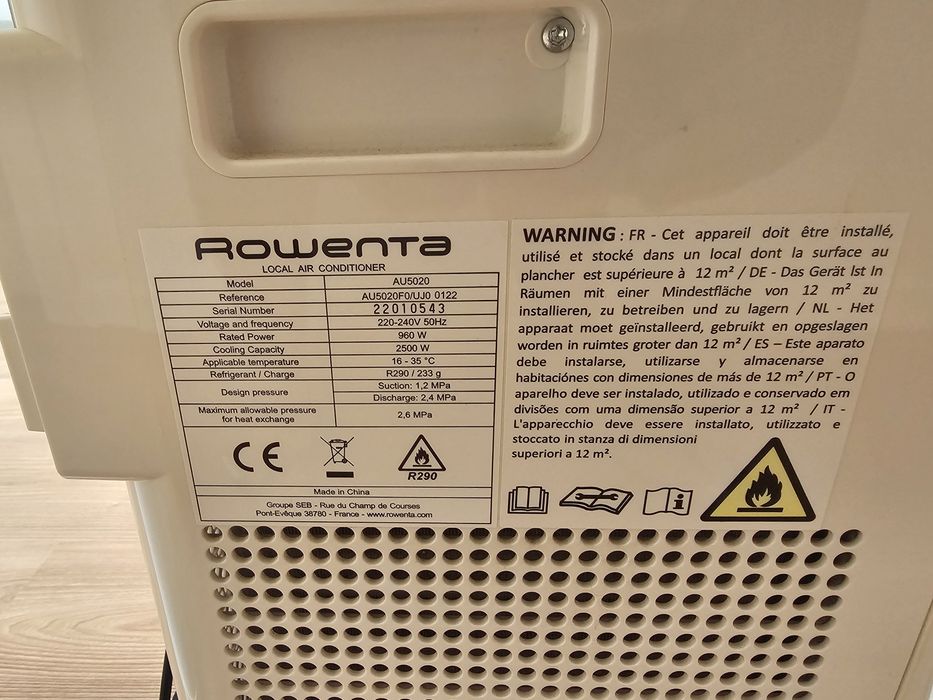 Rowenta
LOCAL AIR CONDITIONER
Model AU5020
Reference AU5020F0/UJ0 0122
Serial Number 22010543
Voltage and frequency 220-240V 50Hz
Rated Power 960 W
Cooling Capacity 2500 W
Applicable temperature 16 - 35 °C
Refrigerant / Charge R290 / 233 g
Design pressure Suction: 1,2 MPa
Discharge: 2,4 MPa
Maximum allowable pressure
for heat exchange 2,6 MPa
CE
R290
Made in China
Groupe SEB - Rue du Champ de Courses
Pont-Evêque 38780 - France - www.rowenta.com
WARNING : FR - Cet appareil doit être installé,
utilisé et stocké dans un local dont la surface au
plancher est supérieure à 12 m² / DE - Das Gerät Ist In
Räumen mit einer Mindestfläche von 12 m² zu
installieren, zu betreiben und zu lagern / NL - Het
apparaat moet geïnstalleerd, gebruikt en opgeslagen
worden in ruimtes groter dan 12 m² / ES – Este aparato
debe instalarse, utilizarse y almacenarse en
habitaciónes con dimensiones de más de 12 m² / PT - O
aparelho deve ser instalado, utilizado e conservado em
divisões com uma dimensão superior a 12 m² / IT -
L'apparecchio deve essere installato, utilizzato e
stoccato in stanza di dimensioni
superiori a 12 m².